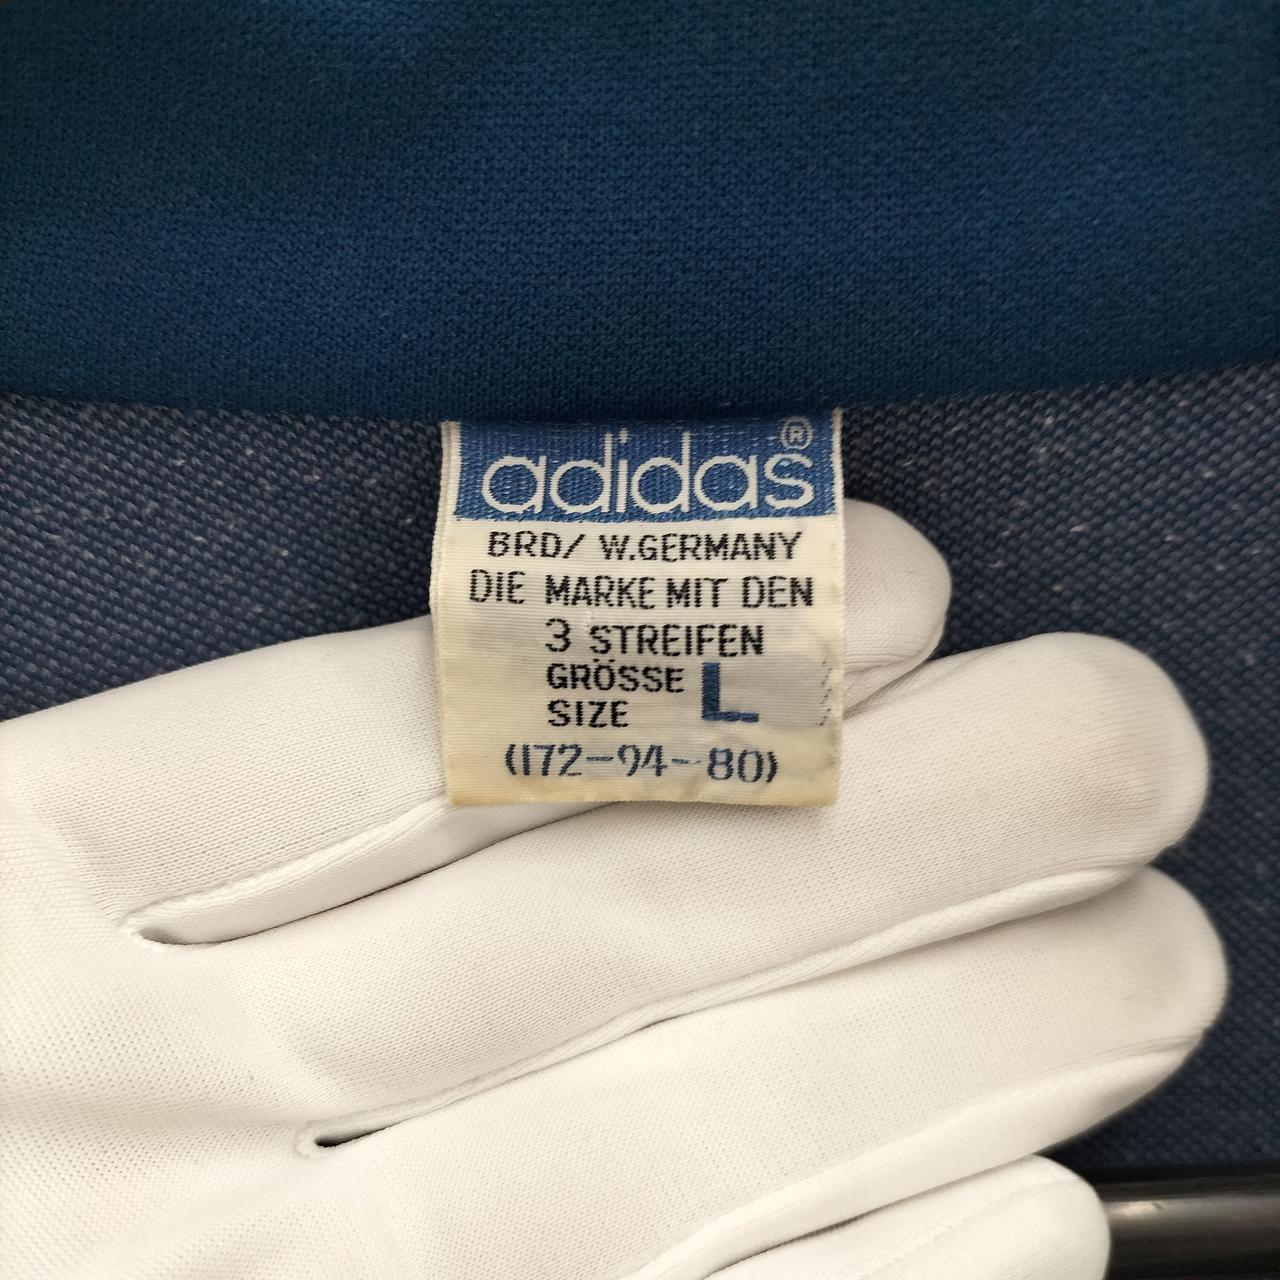 adidas®
BRD/ W.GERMANY
DIE MARKE MIT DEN
3 STREIFEN
GRÖSSE L
SIZE
(172-94-80)